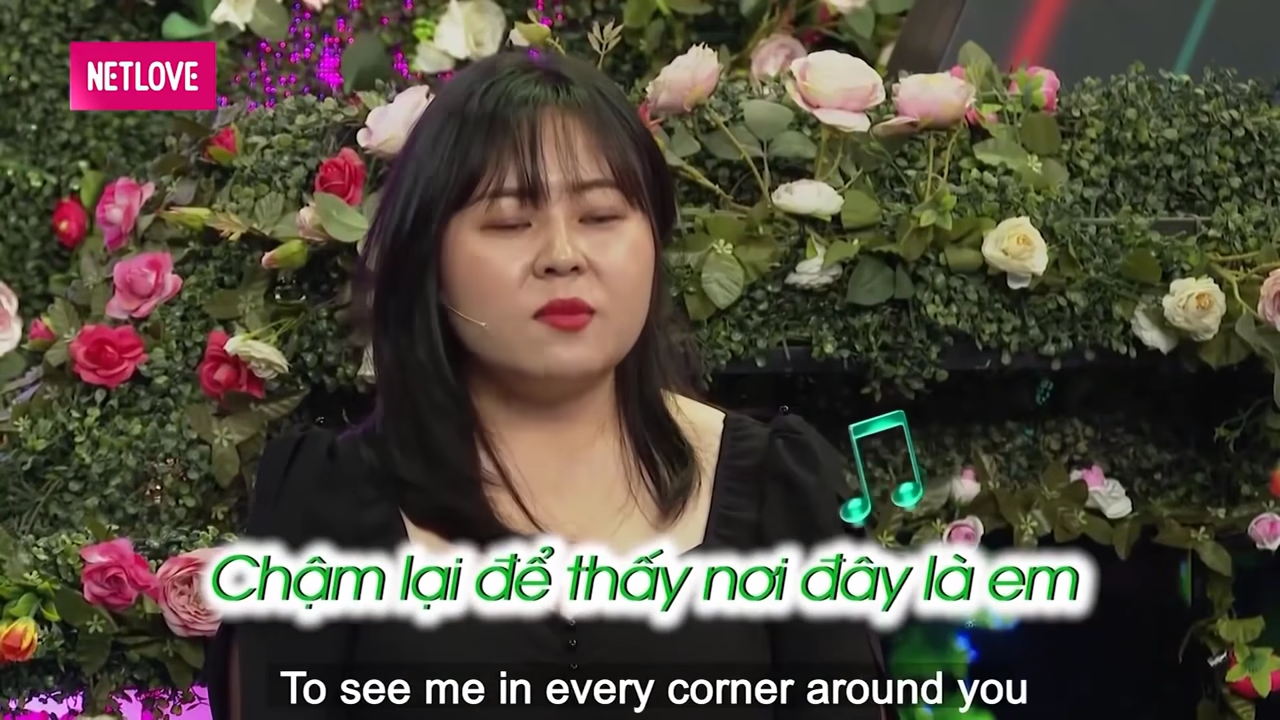 NETLOVE
Chậm lại để thấy nơi đây là em
To see me in every corner around you